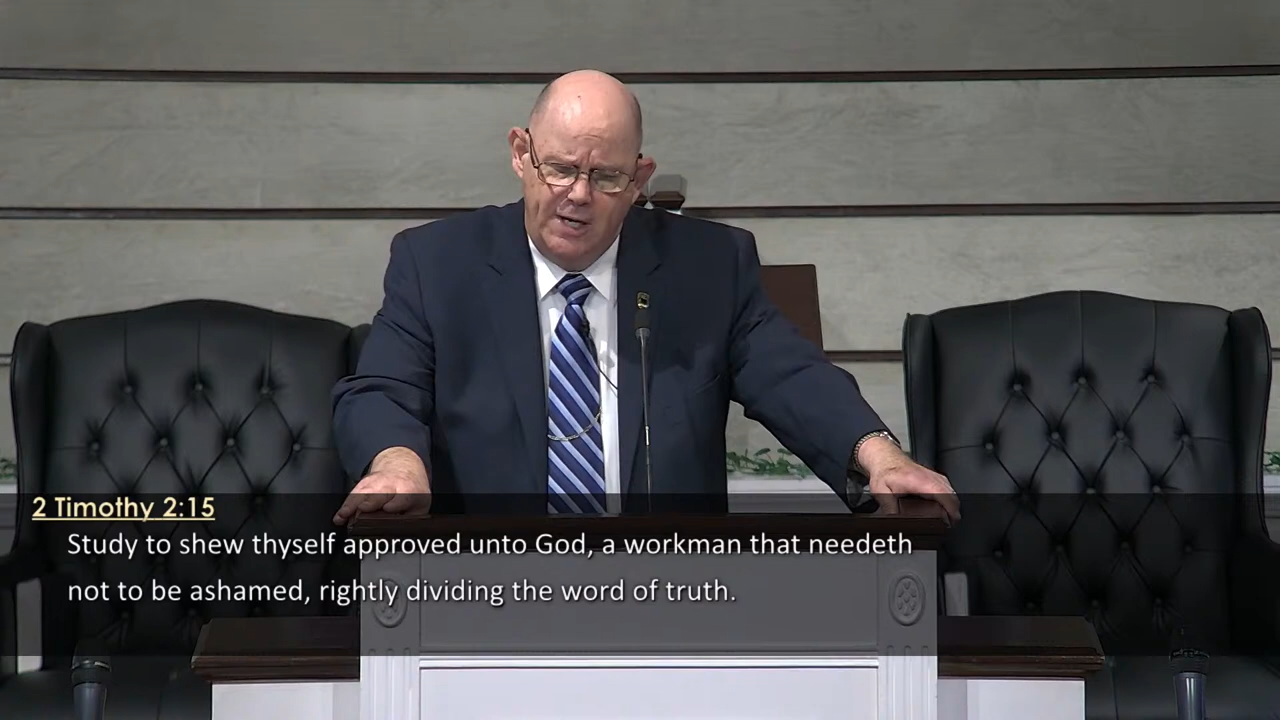 2 Timothy 2:15
Study to shew thyself approved unto God, a workman that needeth
not to be ashamed, rightly dividing the word of truth.